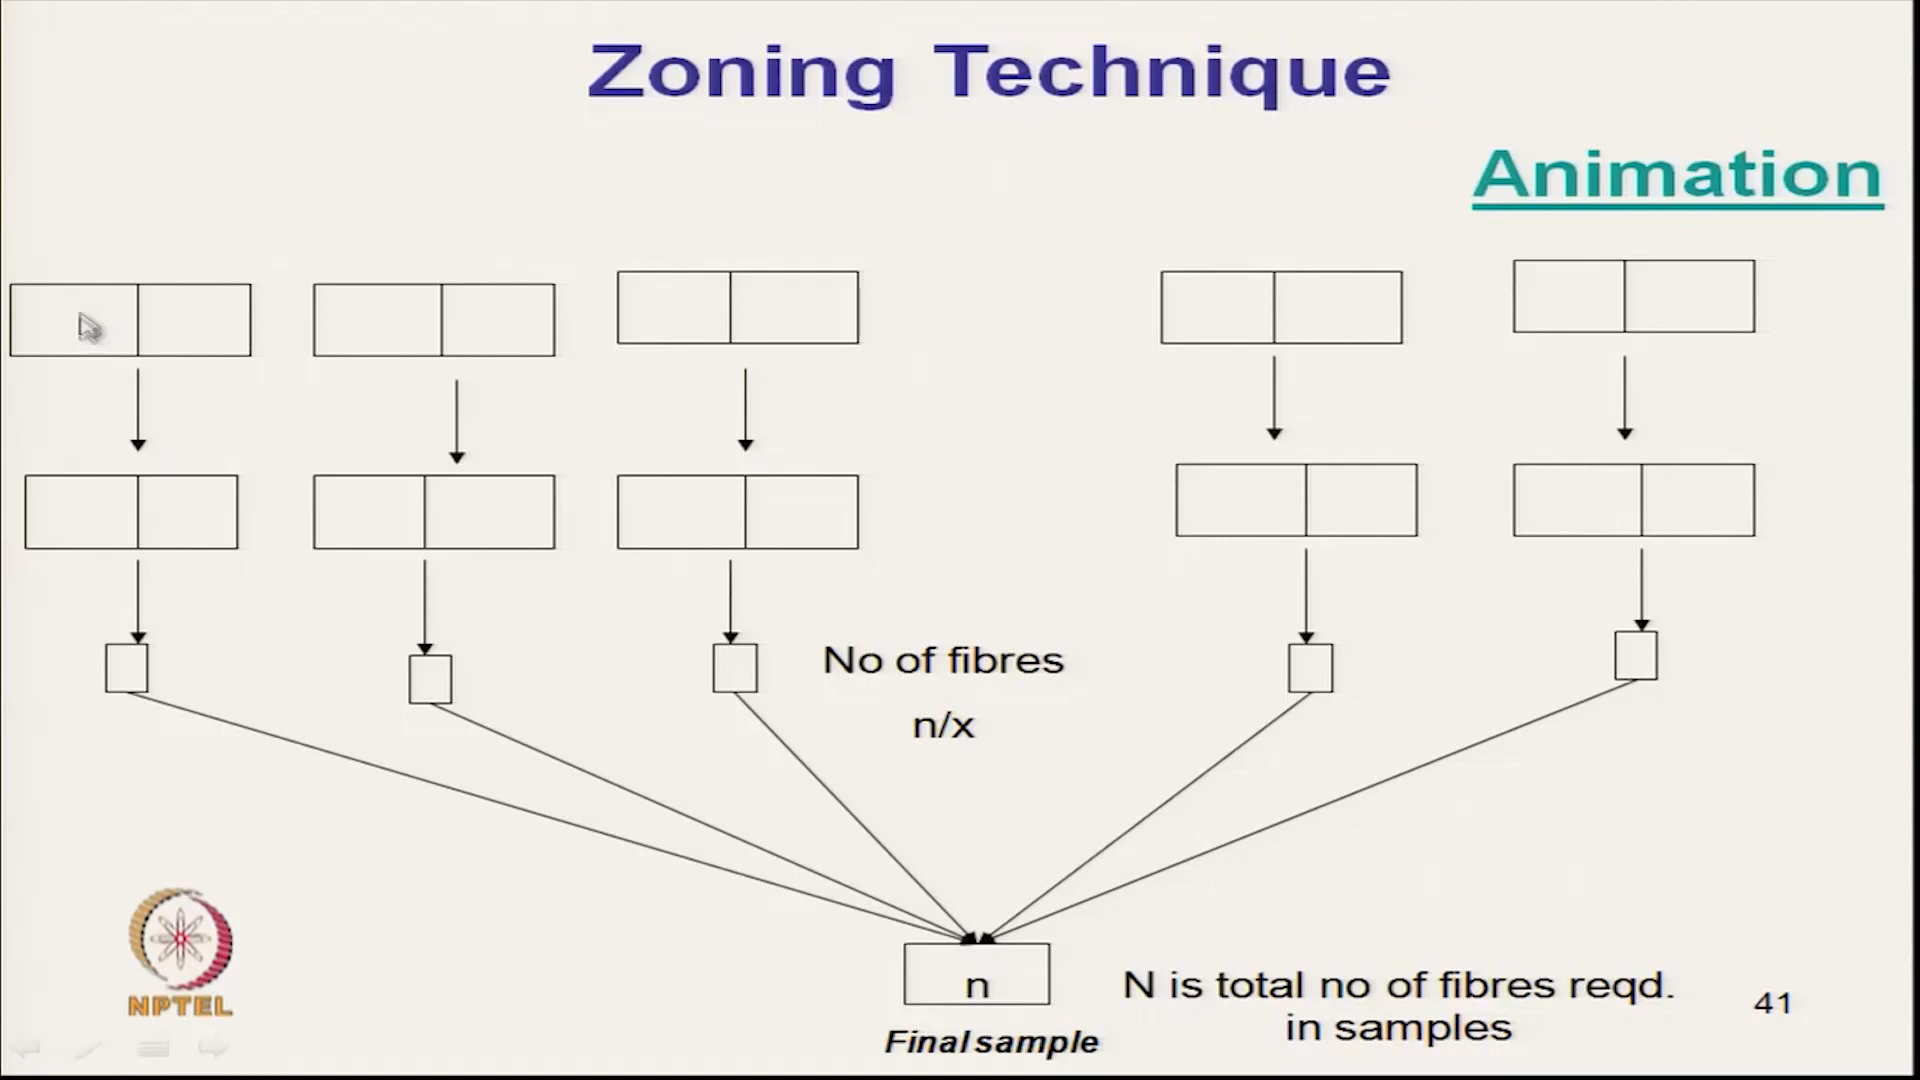 Zoning Technique
Animation
No of fibres
n/x
n
N is total no of fibres reqd.
in samples
Final sample
41
NPTEL